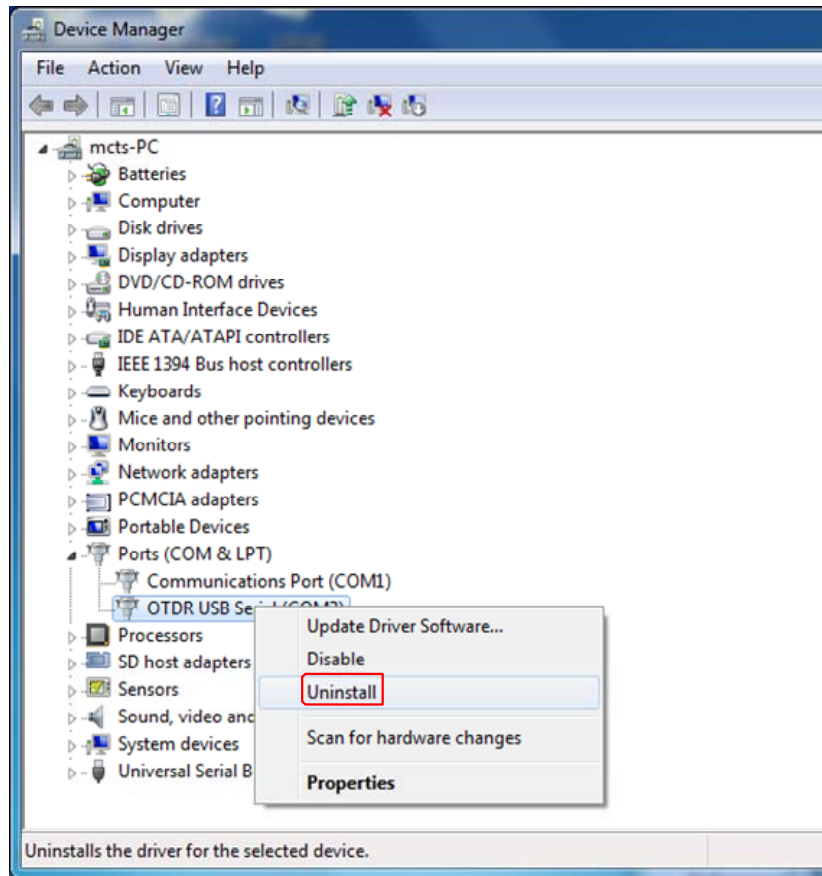 Device Manager
File Action View Help
mcts-PC
Batteries
Computer
Disk drives
Display adapters
DVD/CD-ROM drives
Human Interface Devices
IDE ATA/ATAPI controllers
IEEE 1394 Bus host controllers
Keyboards
Mice and other pointing devices
Monitors
Network adapters
PCMCIA adapters
Portable Devices
Ports (COM & LPT)
Communications Port (COM1)
OTDR USB
Update Driver Software...
Processors
Disable
SD host adapters
Uninstall
Sensors
Sound, video and
Scan for hardware changes
System devices
Universal Serial B
Properties
Uninstalls the driver for the selected device.